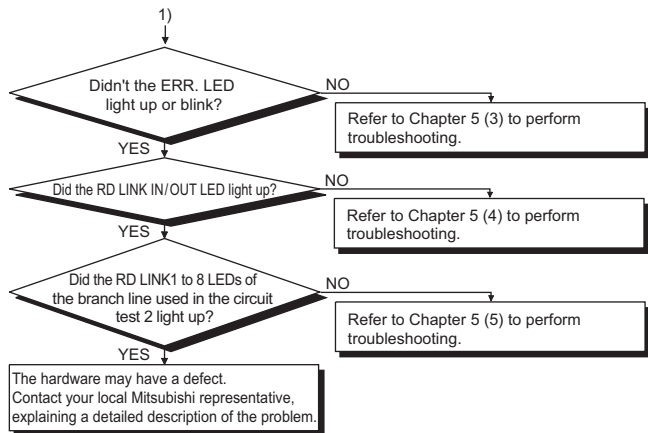 1)
Didn't the ERR. LED
light up or blink?
NO
Refer to Chapter 5 (3) to perform
troubleshooting.
YES
Did the RD LINK IN/OUT LED light up?
NO
Refer to Chapter 5 (4) to perform
troubleshooting.
YES
Did the RD LINK1 to 8 LEDs of
the branch line used in the circuit
test 2 light up?
NO
Refer to Chapter 5 (5) to perform
troubleshooting.
YES
The hardware may have a defect.
Contact your local Mitsubishi representative,
explaining a detailed description of the problem.